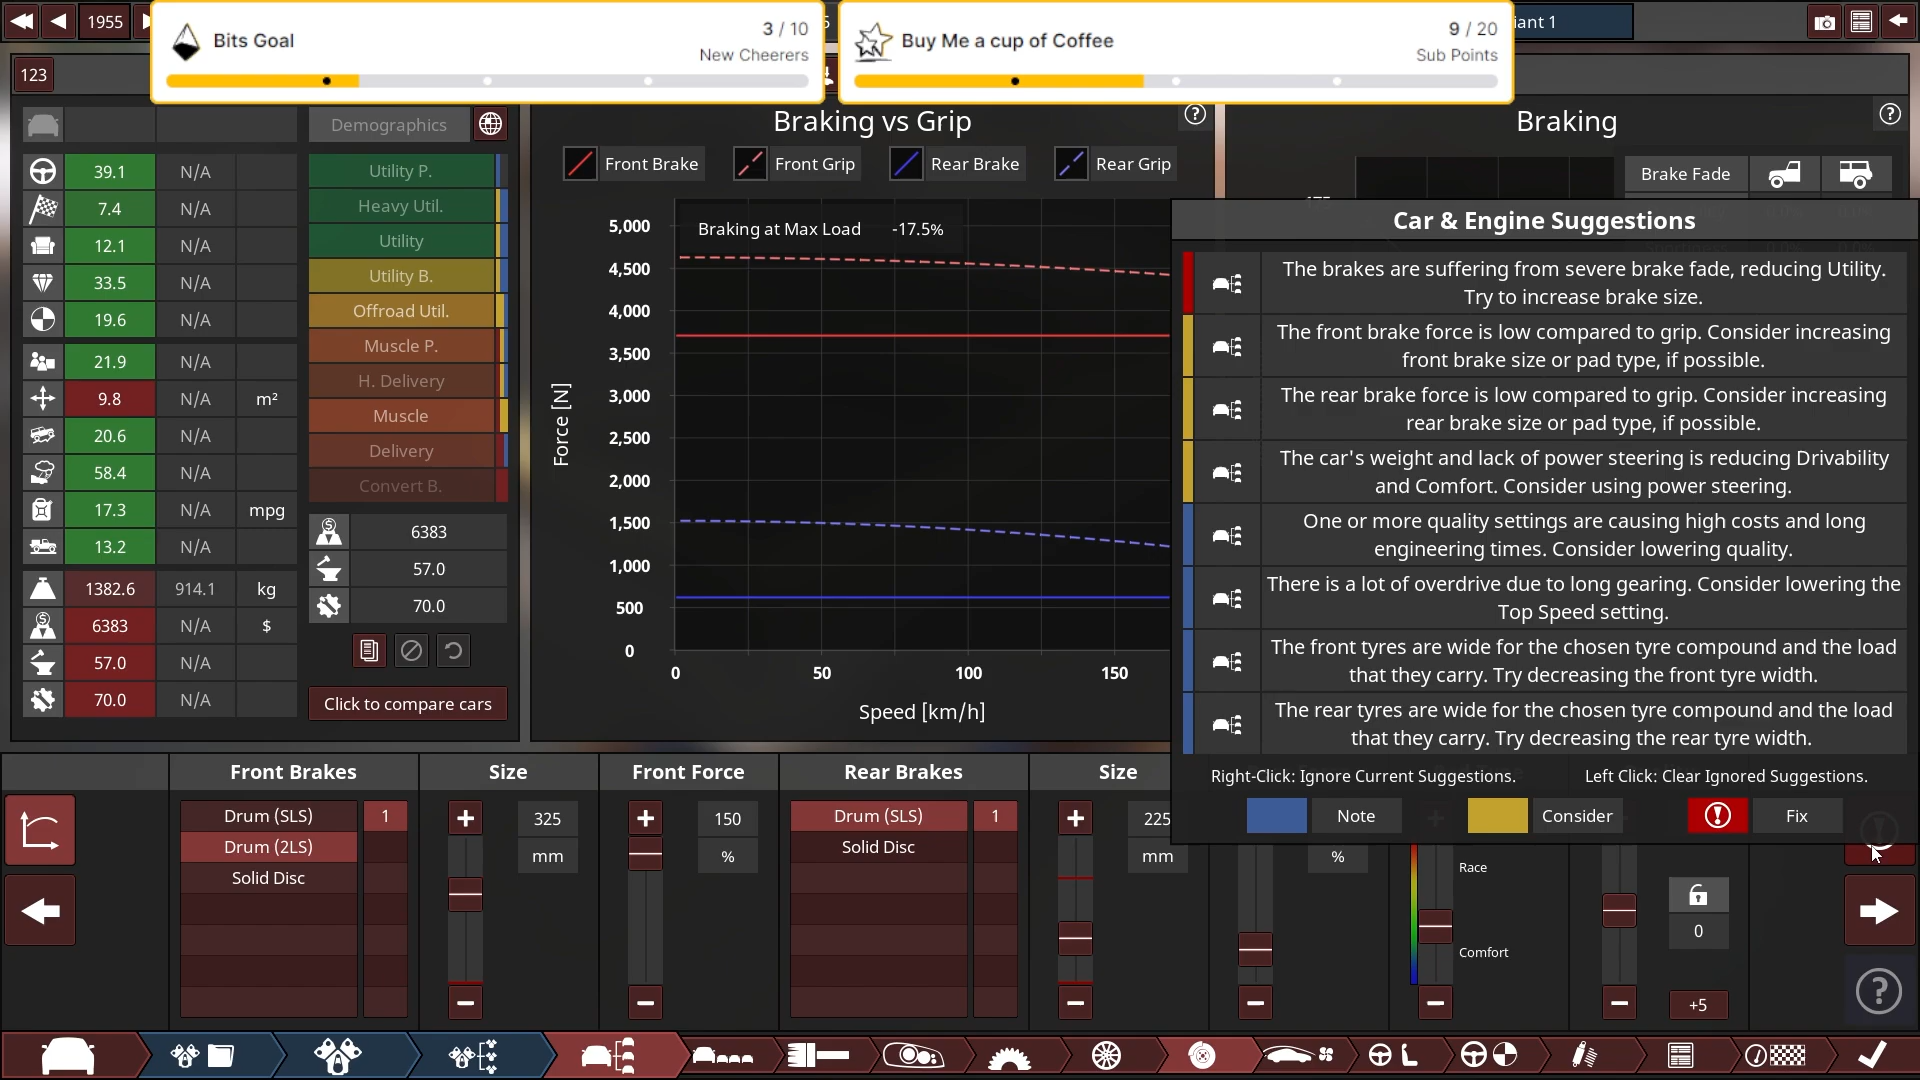 1955
Bits Goal
3 / 10
New Cheerers
Buy Me a cup of Coffee
9 / 20
Sub Points
iant 1
123
Demographics
39.1 N/A
7.4 N/A
12.1 N/A
33.5 N/A
19.6 N/A
21.9 N/A
9.8 N/A m²
20.6 N/A
58.4 N/A
17.3 N/A mpg
13.2 N/A
1382.6 914.1 kg
6383 N/A $
57.0 N/A
70.0 N/A
Utility P.
Heavy Util.
Utility
Utility B.
Offroad Util.
Muscle P.
H. Delivery
Muscle
Delivery
Convert B.
6383
57.0
70.0
Click to compare cars
Braking vs Grip
Front Brake Front Grip Rear Brake Rear Grip
Braking at Max Load -17.5%
5,000
4,500
4,000
3,500
3,000
2,500
2,000
1,500
1,000
500
0
Force [N]
0 50 100 150
Speed [km/h]
Braking
Brake Fade
Car & Engine Suggestions
The brakes are suffering from severe brake fade, reducing Utility.
Try to increase brake size.
The front brake force is low compared to grip. Consider increasing
front brake size or pad type, if possible.
The rear brake force is low compared to grip. Consider increasing
rear brake size or pad type, if possible.
The car's weight and lack of power steering is reducing Drivability
and Comfort. Consider using power steering.
One or more quality settings are causing high costs and long
engineering times. Consider lowering quality.
There is a lot of overdrive due to long gearing. Consider lowering the
Top Speed setting.
The front tyres are wide for the chosen tyre compound and the load
that they carry. Try decreasing the front tyre width.
The rear tyres are wide for the chosen tyre compound and the load
that they carry. Try decreasing the rear tyre width.
Right-Click: Ignore Current Suggestions. Left Click: Clear Ignored Suggestions.
Note Consider Fix
Front Brakes Size Front Force Rear Brakes Size
Drum (SLS) 1
Drum (2LS)
Solid Disc
325
mm
150
%
Drum (SLS) 1
Solid Disc
225
mm
%
Race
Comfort
0
+5